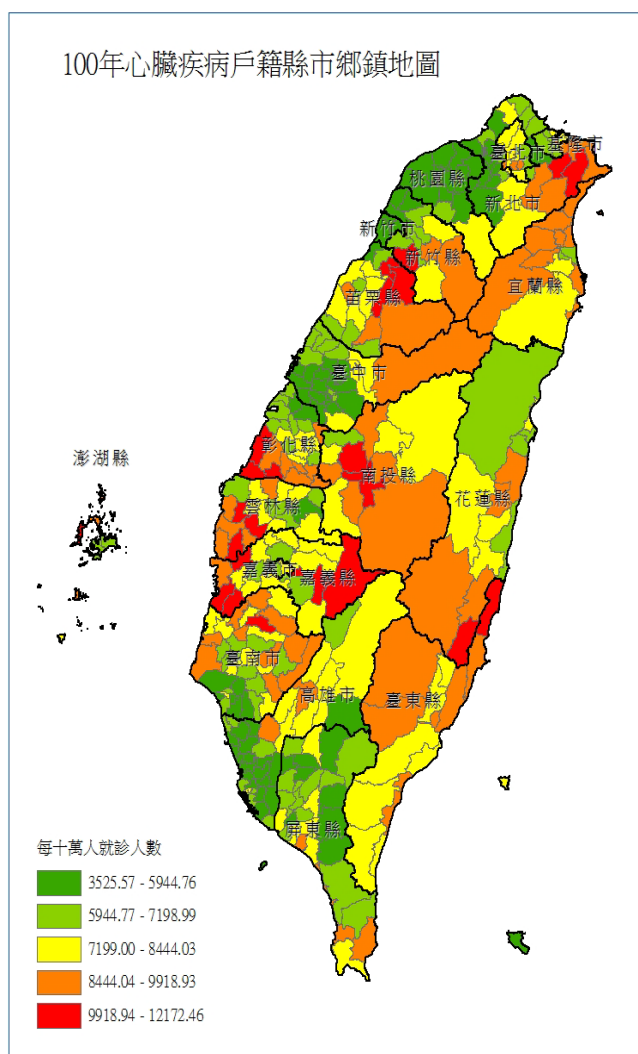 100年心臟疾病戶籍縣市鄉鎮地圖
基隆市
臺北市
桃園縣
新北市
新竹市
新竹縣
宜蘭縣
苗栗縣
臺中市
彰化縣
澎湖縣
南投縣
花蓮縣
雲林縣
嘉義市
嘉義縣
臺南市
高雄市
臺東縣
屏東縣
每十萬人就診人數
3525.57 - 5944.76
5944.77 - 7198.99
7199.00 - 8444.03
8444.04 - 9918.93
9918.94 - 12172.46